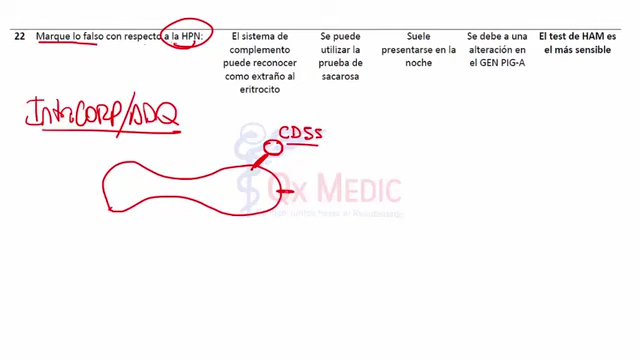 22 Marque lo falso con respecto a la HPN: El sistema de complemento puede reconocer como extraño al eritrocito Se puede utilizar la prueba de sacarosa Suele presentarse en la noche Se debe a una alteración en el GEN PIG-A El test de HAM es el más sensible
IntrCORP/ADQ
CD55
QX MEDIC